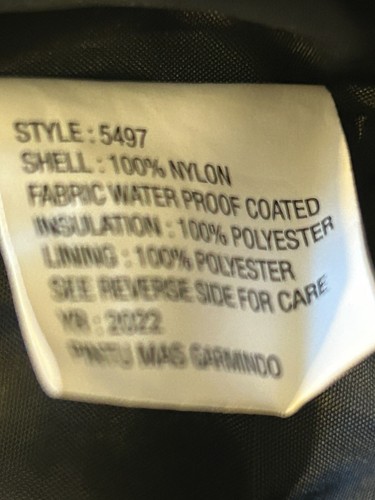 STYLE : 5497
SHELL : 100% NYLON
FABRIC WATER PROOF COATED
INSULATION : 100% POLYESTER
LINING : 100% POLYESTER
SEE REVERSE SIDE FOR CARE
YR : 2022
MAS GARMINDO